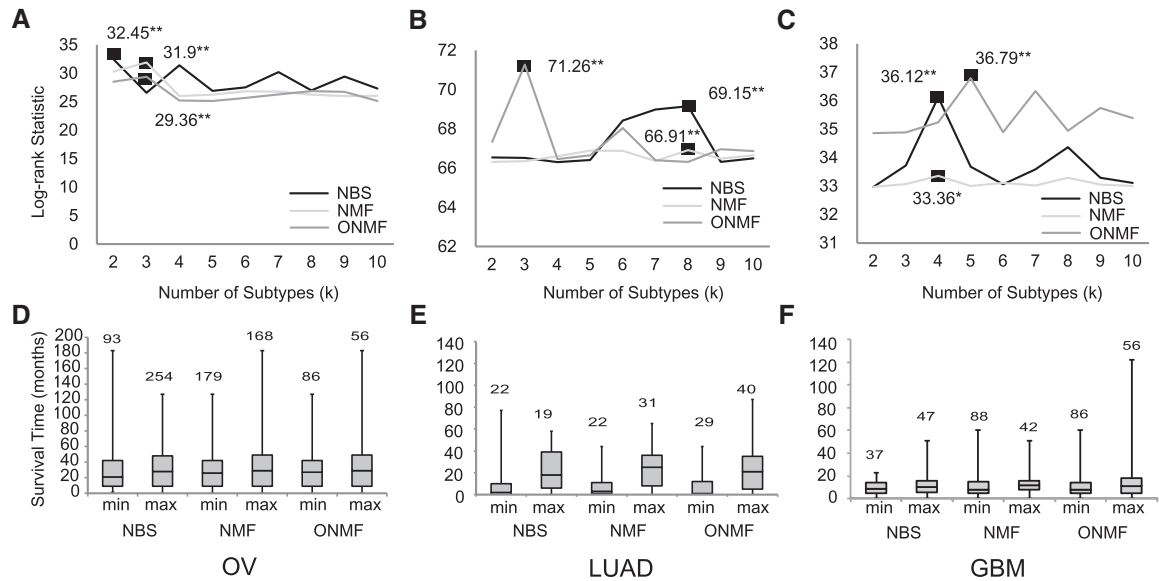 A
32.45**
31.9**
29.36**
Log-rank Statistic
35
30
25
20
15
10
5
0
NBS
NMF
ONMF
2 3 4 5 6 7 8 9 10
Number of Subtypes (k)
B
71.26**
69.15**
66.91**
72
70
68
66
64
62
NBS
NMF
ONMF
2 3 4 5 6 7 8 9 10
Number of Subtypes (k)
C
36.12**
36.79**
33.36*
38
37
36
35
34
33
32
31
NBS
NMF
ONMF
2 3 4 5 6 7 8 9 10
Number of Subtypes (k)
D
Survival Time (months)
200
180
160
140
120
100
80
60
40
20
0
93 254 179 168 86 56
min max min max min max
NBS NMF ONMF
OV
E
140
120
100
80
60
40
20
0
22 19 22 31 29 40
min max min max min max
NBS NMF ONMF
LUAD
F
140
120
100
80
60
40
20
0
37 47 88 42 86 56
min max min max min max
NBS NMF ONMF
GBM